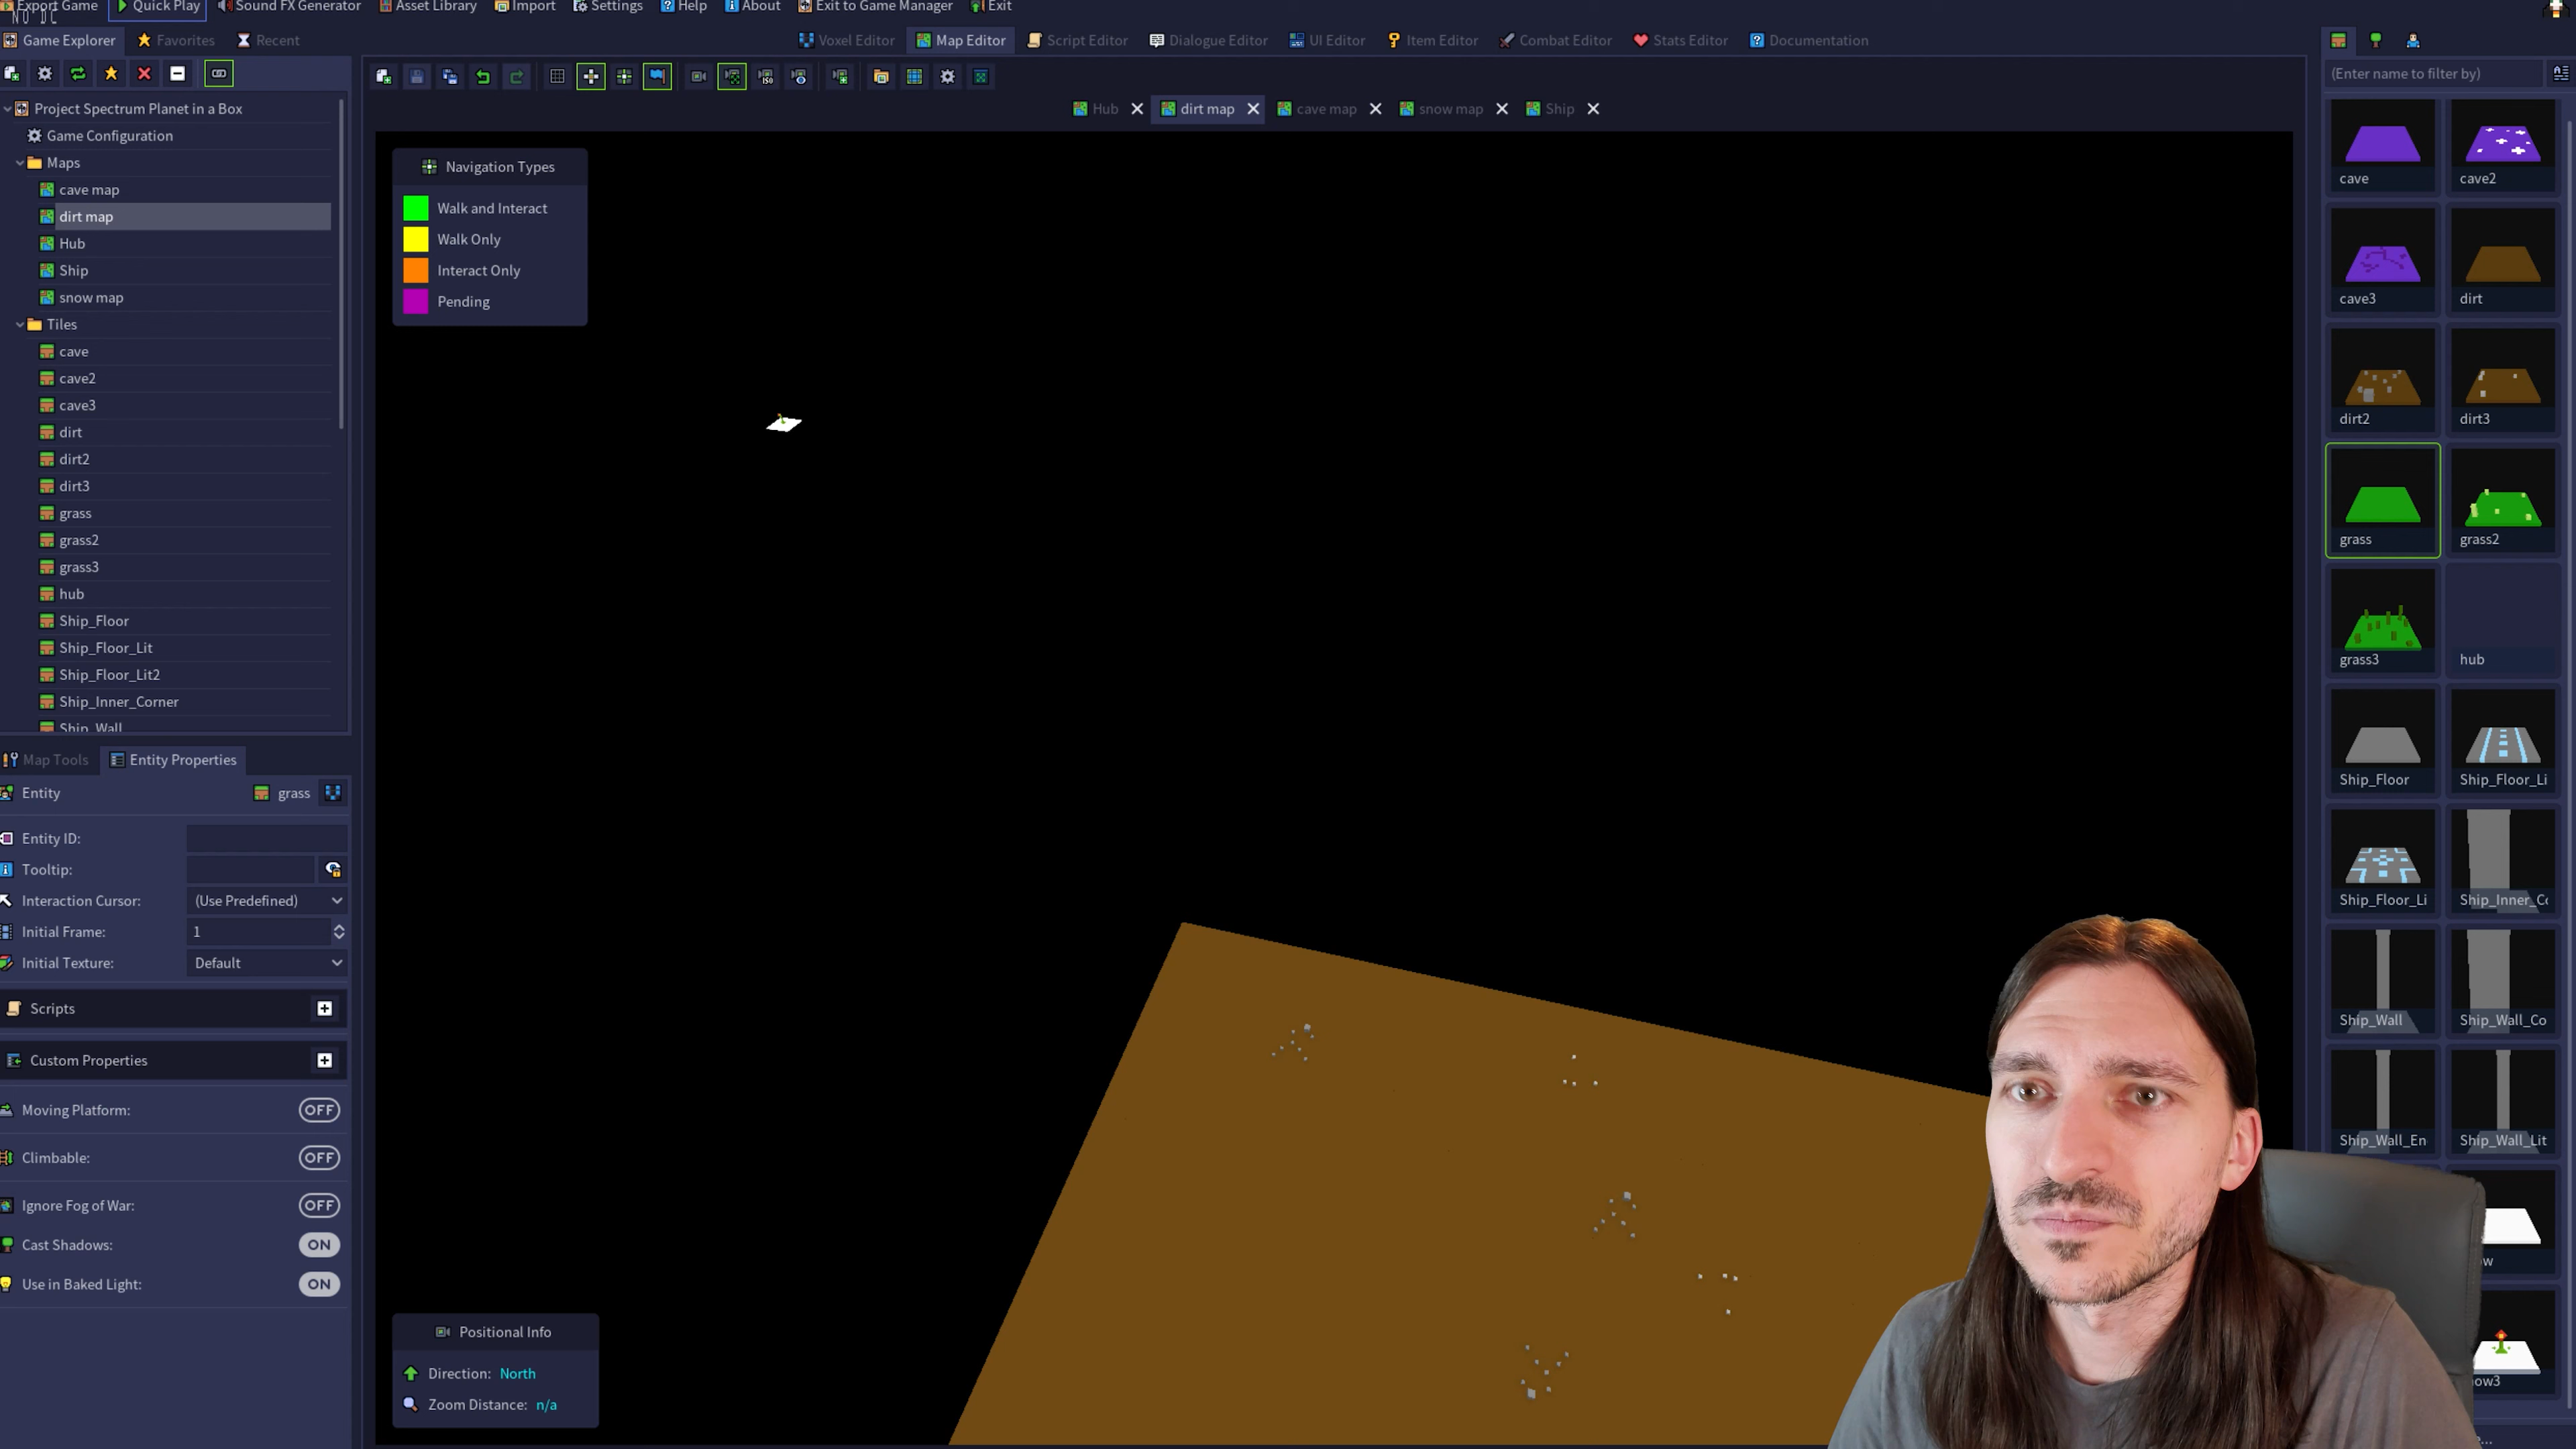 Export Game
Quick Play
Sound FX Generator
Asset Library
Import
Settings
Help
About
Exit to Game Manager
Exit
Game Explorer
Favorites
Recent
Voxel Editor
Map Editor
Script Editor
Dialogue Editor
UI Editor
Item Editor
Combat Editor
Stats Editor
Documentation
(Enter name to filter by)
Hub
dirt map
cave map
snow map
Ship
Project Spectrum Planet in a Box
Game Configuration
Maps
cave map
dirt map
Hub
Ship
snow map
Tiles
cave
cave2
cave3
dirt
dirt2
dirt3
grass
grass2
grass3
hub
Ship_Floor
Ship_Floor_Lit
Ship_Floor_Lit2
Ship_Inner_Corner
Ship_Wall
Navigation Types
Walk and Interact
Walk Only
Interact Only
Pending
Map Tools
Entity Properties
Entity
grass
Entity ID:
Tooltip:
Interaction Cursor:
(Use Predefined)
Initial Frame:
1
Initial Texture:
Default
Scripts
Custom Properties
Moving Platform:
OFF
Climbable:
OFF
Ignore Fog of War:
OFF
Cast Shadows:
ON
Use in Baked Light:
ON
Positional Info
Direction: North
Zoom Distance: n/a
cave
cave2
cave3
dirt
dirt2
dirt3
grass
grass2
grass3
hub
Ship_Floor
Ship_Floor_Li
Ship_Floor_Li
Ship_Inner_Co
Ship_Wall
Ship_Wall_Co
Ship_Wall_En
Ship_Wall_Lit
ow3